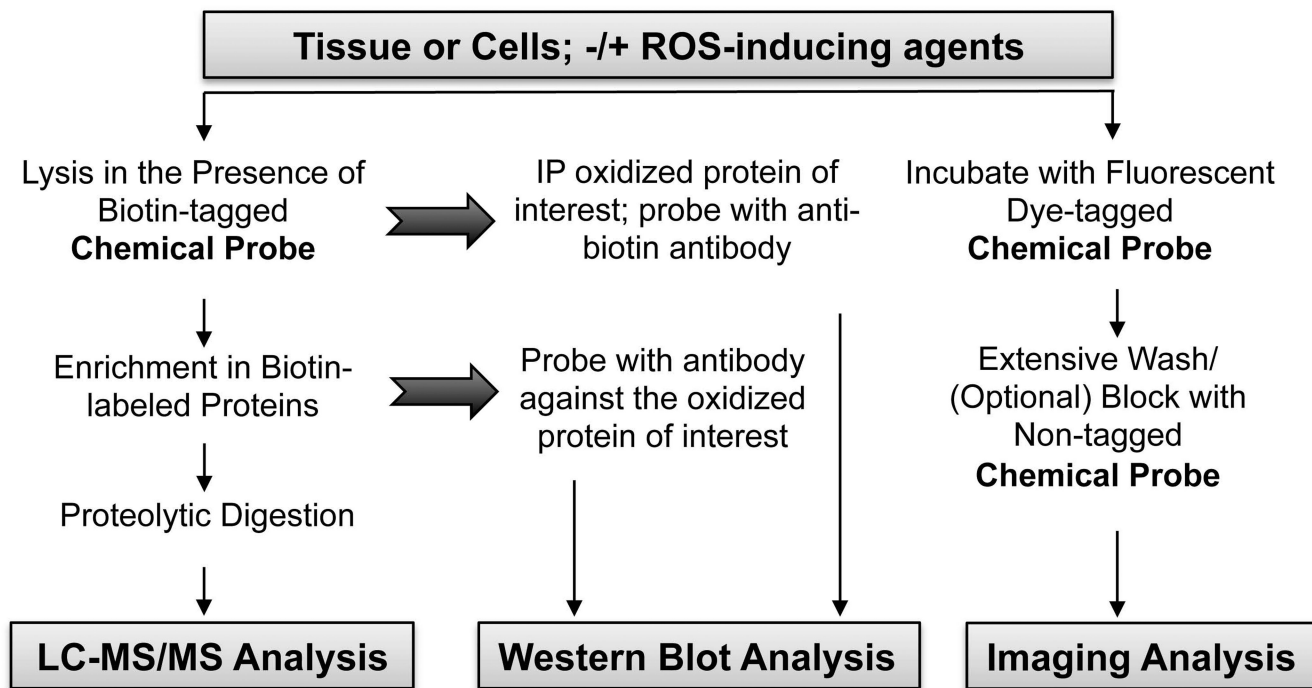 Tissue or Cells; -/+ ROS-inducing agents
Lysis in the Presence of
Biotin-tagged
Chemical Probe
IP oxidized protein of
interest; probe with anti-
biotin antibody
Incubate with Fluorescent
Dye-tagged
Chemical Probe
Enrichment in Biotin-
labeled Proteins
Probe with antibody
against the oxidized
protein of interest
Extensive Wash/
(Optional) Block with
Non-tagged
Chemical Probe
Proteolytic Digestion
LC-MS/MS Analysis
Western Blot Analysis
Imaging Analysis